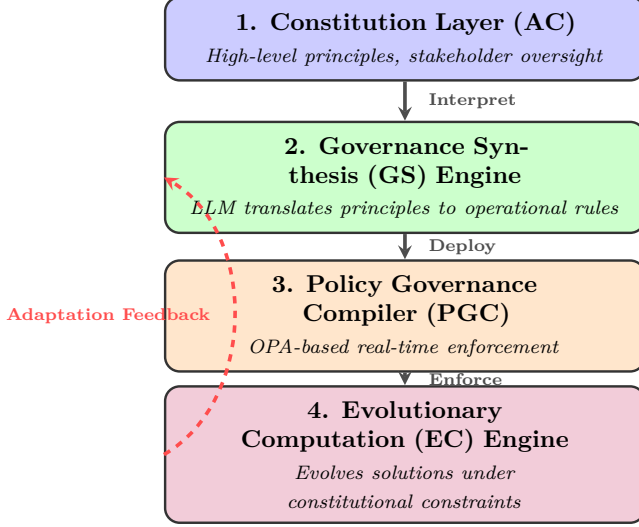 1. Constitution Layer (AC)
High-level principles, stakeholder oversight
Interpret
2. Governance Syn-
thesis (GS) Engine
LLM translates principles to operational rules
Deploy
3. Policy Governance
Compiler (PGC)
OPA-based real-time enforcement
Adaptation Feedback
Enforce
4. Evolutionary
Computation (EC) Engine
Evolves solutions under
constitutional constraints